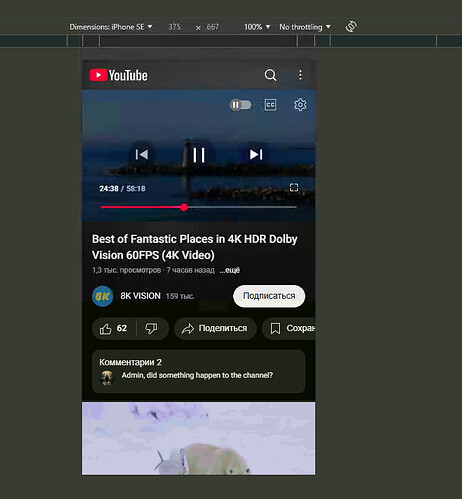 Dimensions: iPhone SE ▼ 375 × 667 100% ▼ No throttling ▼
YouTube
CC
24:38 / 58:18
Best of Fantastic Places in 4K HDR Dolby
Vision 60FPS (4K Video)
1,3 тыс. просмотров · 7 часов назад ...ещё
8K
8K VISION 159 тыс.
Подписаться
62
Поделиться
Сохран
Комментарии 2
Admin, did something happen to the channel?